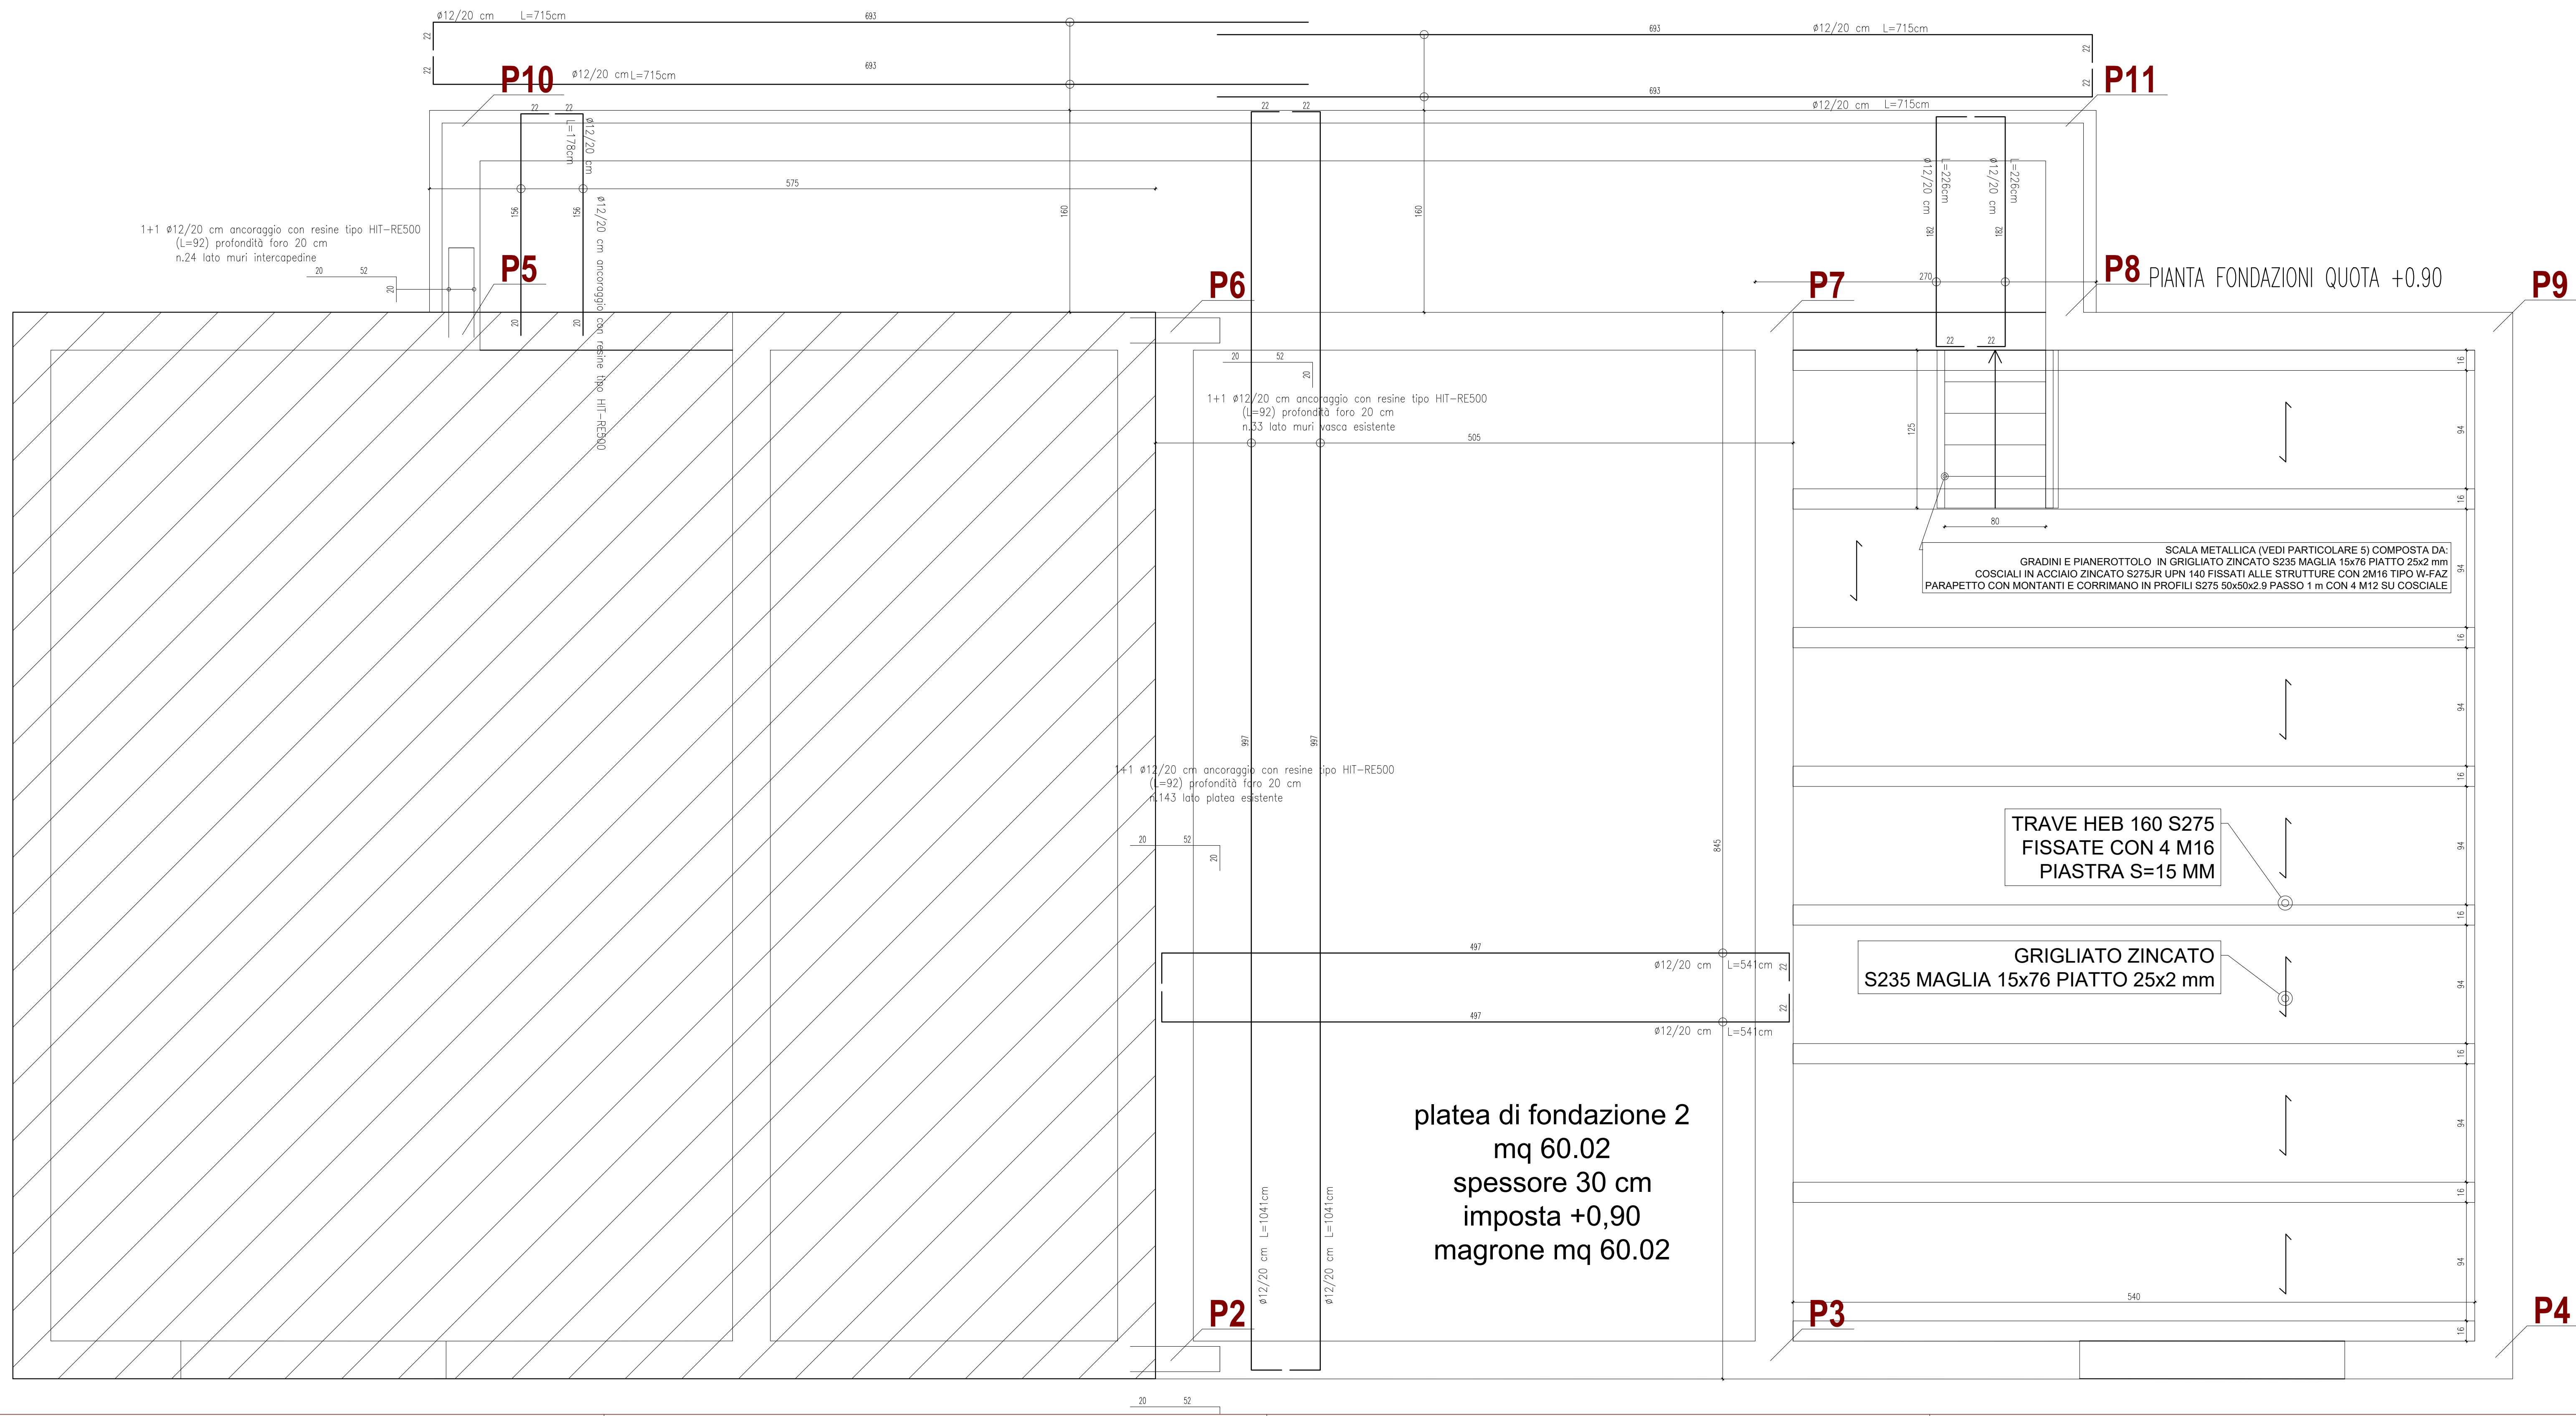 ø12/20 cm L=715cm
693
22
22
ø12/20 cm L=715cm
693
693
ø12/20 cm L=715cm
22
22
693
ø12/20 cm L=715cm
P10
P11
22 22
L=178cm
ø12/20 cm
156
156
20
20
ø12/20 cm ancoraggio con resine tipo HIT-RE500
575
160
160
22 22
ø12/20 cm
L=226cm
ø12/20 cm
L=226cm
182
182
270
22 22
1+1 ø12/20 cm ancoraggio con resine tipo HIT-RE500
(L=92) profondità foro 20 cm
n.24 lato muri intercapedine
20 52
20
P5
P6
P7
P8
PIANTA FONDAZIONI QUOTA +0.90
P9
20 52
20
1+1 ø12/20 cm ancoraggio con resine tipo HIT-RE500
(L=92) profondità foro 20 cm
n.33 lato muri vasca esistente
505
125
80
16
94
16
94
16
94
16
94
16
94
16
94
16
94
16
SCALA METALLICA (VEDI PARTICOLARE 5) COMPOSTA DA:
GRADINI E PIANEROTTOLO IN GRIGLIATO ZINCATO S235 MAGLIA 15x76 PIATTO 25x2 mm
COSCIALI IN ACCIAIO ZINCATO S275JR UPN 140 FISSATI ALLE STRUTTURE CON 2M16 TIPO W-FAZ
PARAPETTO CON MONTANTI E CORRIMANO IN PROFILI S275 50x50x2.9 PASSO 1 m CON 4 M12 SU COSCIALE
997
997
1+1 ø12/20 cm ancoraggio con resine tipo HIT-RE500
(L=92) profondità foro 20 cm
n.143 lato platea esistente
20 52
20
845
TRAVE HEB 160 S275
FISSATE CON 4 M16
PIASTRA S=15 MM
GRIGLIATO ZINCATO
S235 MAGLIA 15x76 PIATTO 25x2 mm
497
ø12/20 cm L=541cm
22
22
497
ø12/20 cm L=541cm
platea di fondazione 2
mq 60.02
spessore 30 cm
imposta +0,90
magrone mq 60.02
ø12/20 cm L=1041cm
ø12/20 cm L=1041cm
540
P2
P3
P4
20 52